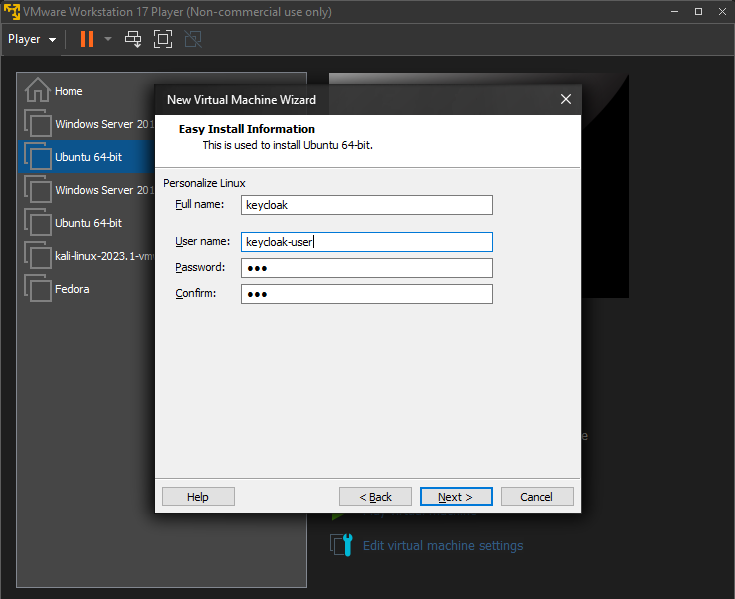 VMware Workstation 17 Player (Non-commercial use only)
Player
Home
Windows Server 201
Ubuntu 64-bit
Windows Server 201
Ubuntu 64-bit
kali-linux-2023.1-vm
Fedora
New Virtual Machine Wizard
Easy Install Information
This is used to install Ubuntu 64-bit.
Personalize Linux
Full name: keycloak
User name: keycloak-user
Password: ●●●
Confirm: ●●●
Help < Back Next > Cancel
Edit virtual machine settings